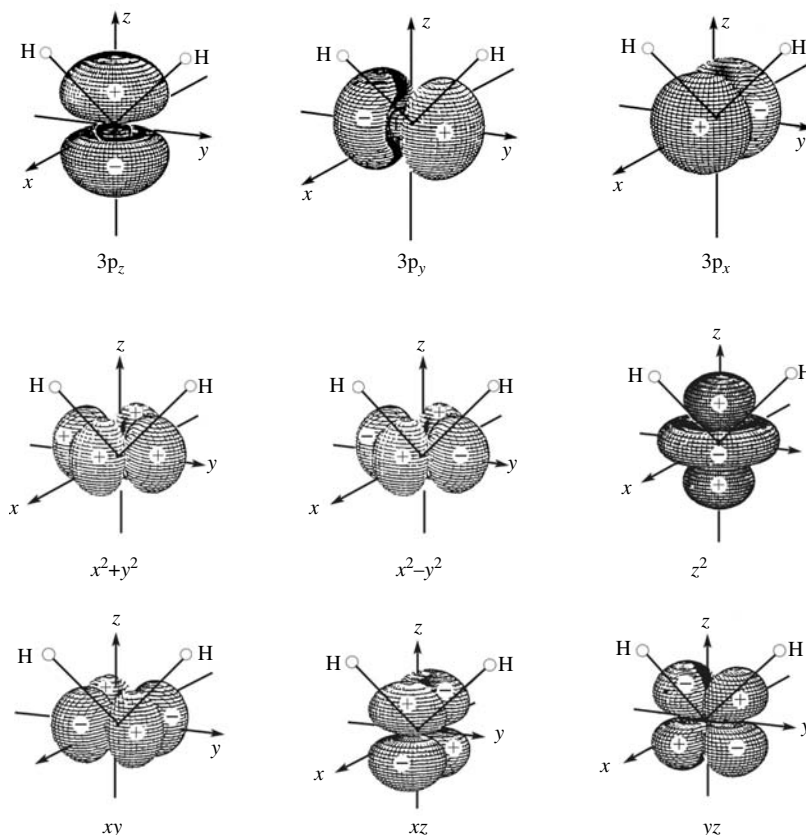 z
H H
+
−
x y
3p_z
z
H H
− +
x y
3p_y
z
H H
+ −
x y
3p_x
z
H H
+ +
+ +
x y
x²+y²
z
H H
− +
+ −
x y
x²–y²
z
H H
+
−
+
x
z²
z
H H
+
− + −
y
xy
z
H H
+ −
− +
x y
xz
z
H H
− +
+ −
x y
yz